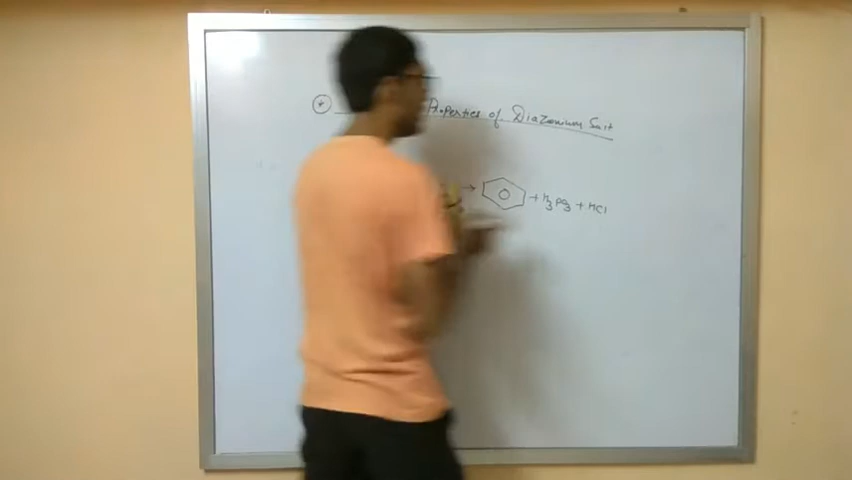 Properties of Diazonium Salt
→ + H3PO3 + HCl